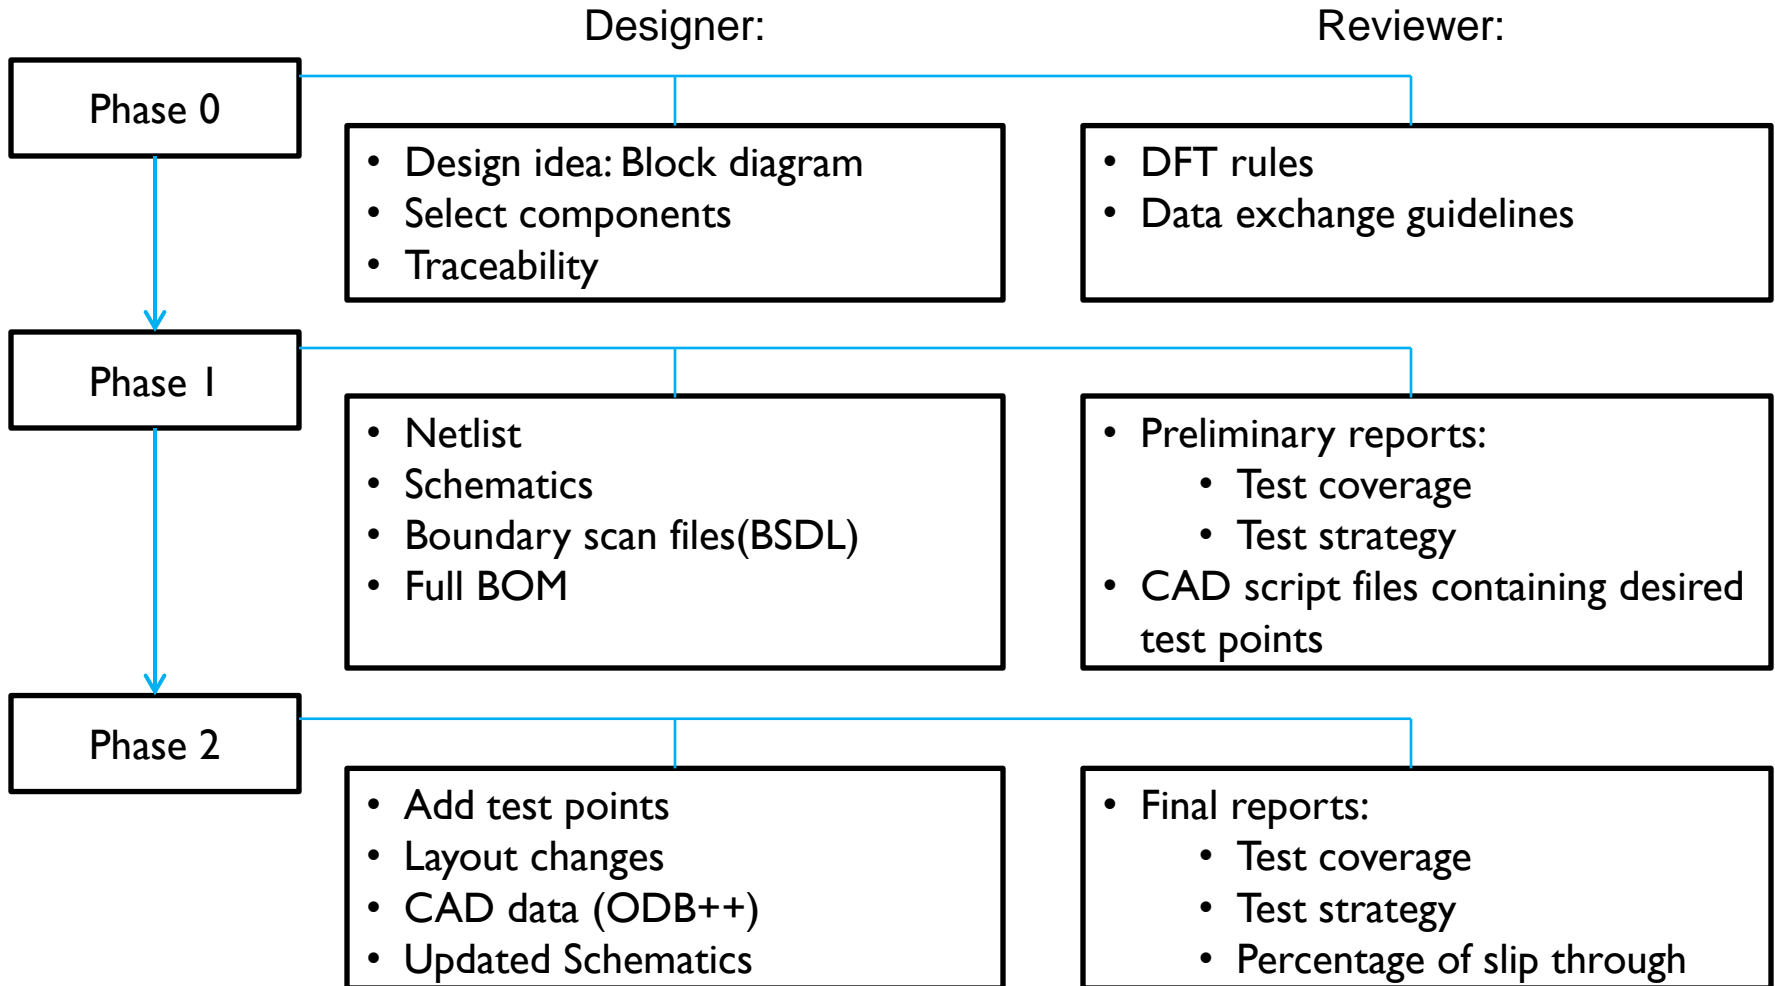 Designer:
Reviewer:
Phase 0
• Design idea: Block diagram
• Select components
• Traceability
• DFT rules
• Data exchange guidelines
Phase 1
• Netlist
• Schematics
• Boundary scan files(BSDL)
• Full BOM
• Preliminary reports:
• Test coverage
• Test strategy
• CAD script files containing desired
test points
Phase 2
• Add test points
• Layout changes
• CAD data (ODB++)
• Updated Schematics
• Final reports:
• Test coverage
• Test strategy
• Percentage of slip through